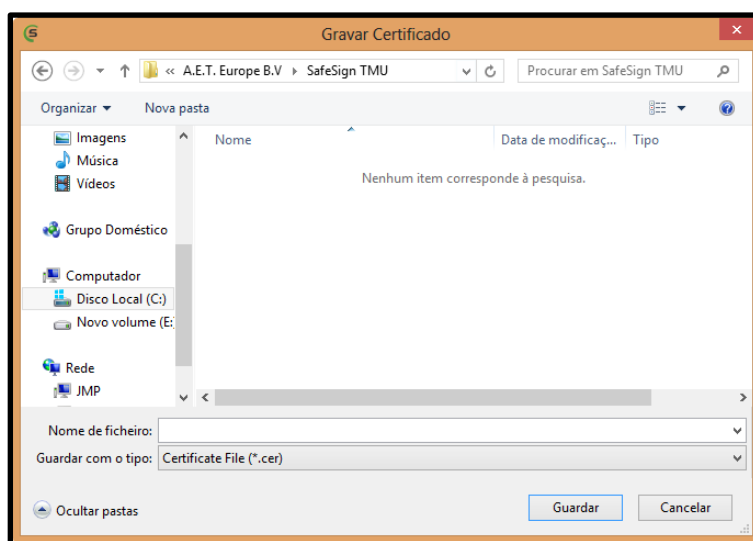 Gravar Certificado
« A.E.T. Europe B.V SafeSign TMU Procurar em SafeSign TMU
Organizar Nova pasta
Imagens
Música
Vídeos
Grupo Doméstico
Computador
Disco Local (C:)
Novo volume (E:
Rede
JMP
Nome Data de modificaç... Tipo
Nenhum item corresponde à pesquisa.
Nome de ficheiro:
Guardar com o tipo: Certificate File (*.cer)
Ocultar pastas Guardar Cancelar